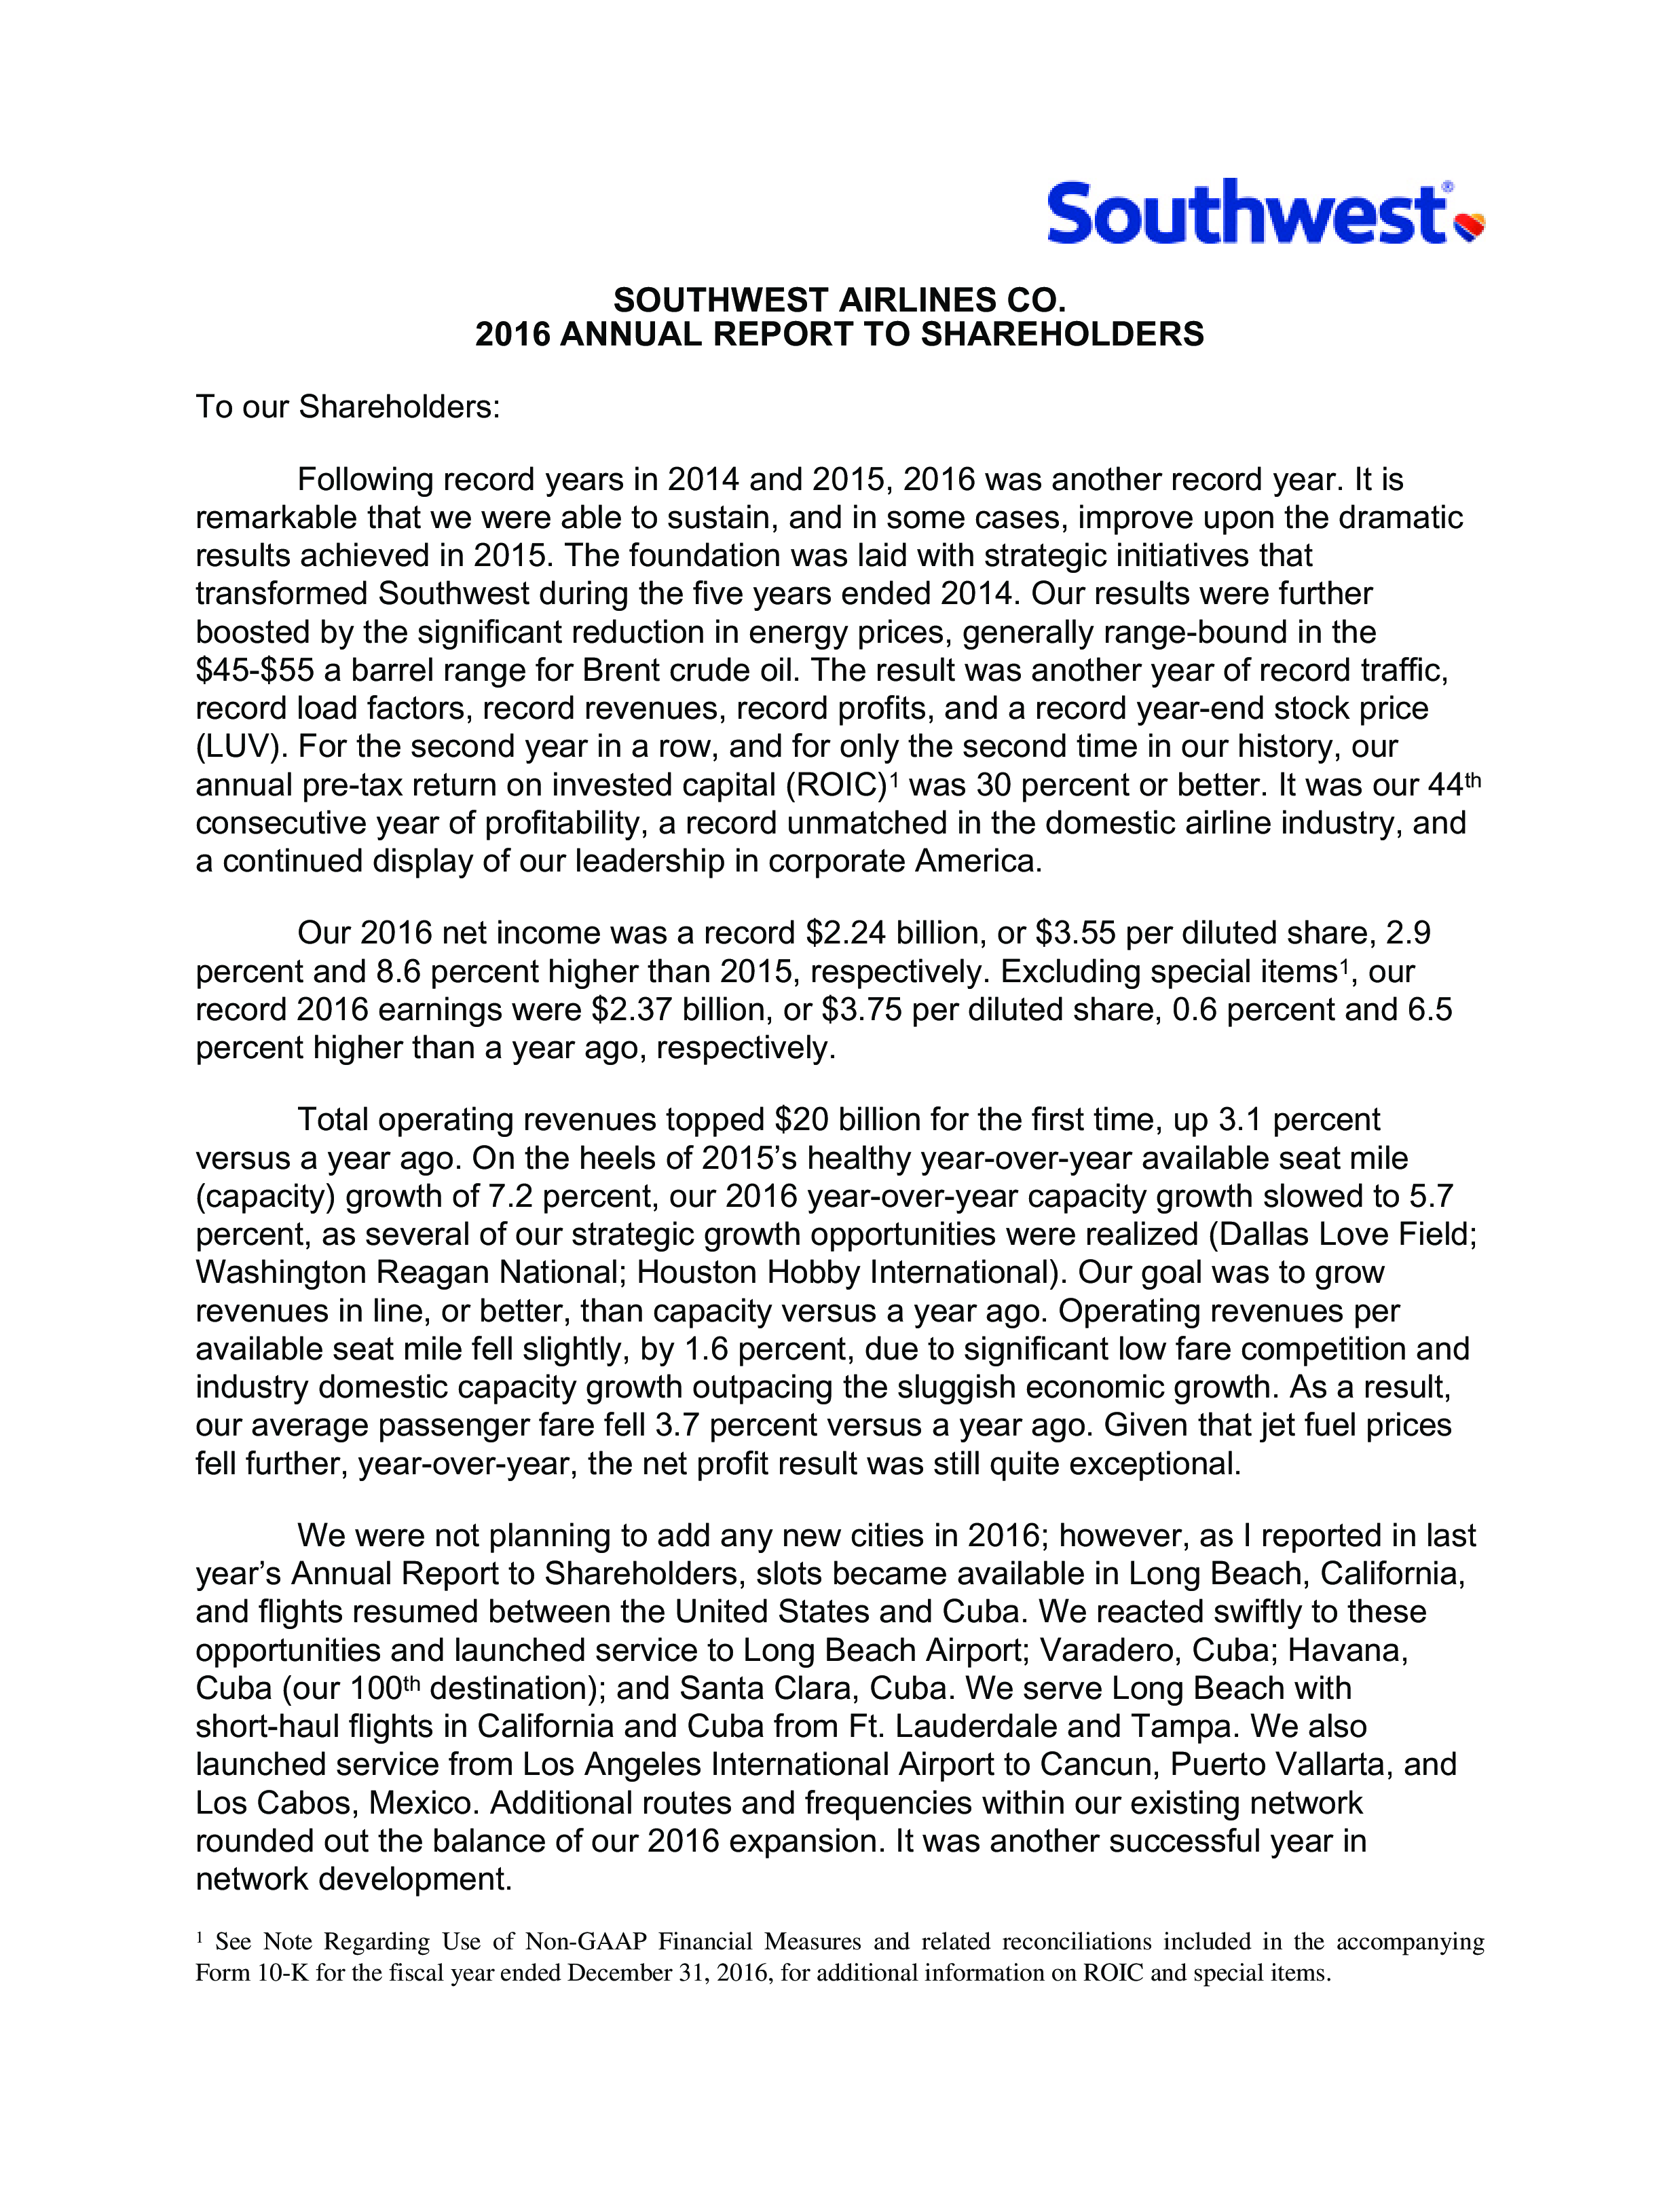 Southwest®
SOUTHWEST AIRLINES CO.
2016 ANNUAL REPORT TO SHAREHOLDERS
To our Shareholders:
Following record years in 2014 and 2015, 2016 was another record year. It is
remarkable that we were able to sustain, and in some cases, improve upon the dramatic
results achieved in 2015. The foundation was laid with strategic initiatives that
transformed Southwest during the five years ended 2014. Our results were further
boosted by the significant reduction in energy prices, generally range-bound in the
$45-$55 a barrel range for Brent crude oil. The result was another year of record traffic,
record load factors, record revenues, record profits, and a record year-end stock price
(LUV). For the second year in a row, and for only the second time in our history, our
annual pre-tax return on invested capital (ROIC)¹ was 30 percent or better. It was our 44th
consecutive year of profitability, a record unmatched in the domestic airline industry, and
a continued display of our leadership in corporate America.
Our 2016 net income was a record $2.24 billion, or $3.55 per diluted share, 2.9
percent and 8.6 percent higher than 2015, respectively. Excluding special items¹, our
record 2016 earnings were $2.37 billion, or $3.75 per diluted share, 0.6 percent and 6.5
percent higher than a year ago, respectively.
Total operating revenues topped $20 billion for the first time, up 3.1 percent
versus a year ago. On the heels of 2015’s healthy year-over-year available seat mile
(capacity) growth of 7.2 percent, our 2016 year-over-year capacity growth slowed to 5.7
percent, as several of our strategic growth opportunities were realized (Dallas Love Field;
Washington Reagan National; Houston Hobby International). Our goal was to grow
revenues in line, or better, than capacity versus a year ago. Operating revenues per
available seat mile fell slightly, by 1.6 percent, due to significant low fare competition and
industry domestic capacity growth outpacing the sluggish economic growth. As a result,
our average passenger fare fell 3.7 percent versus a year ago. Given that jet fuel prices
fell further, year-over-year, the net profit result was still quite exceptional.
We were not planning to add any new cities in 2016; however, as I reported in last
year’s Annual Report to Shareholders, slots became available in Long Beach, California,
and flights resumed between the United States and Cuba. We reacted swiftly to these
opportunities and launched service to Long Beach Airport; Varadero, Cuba; Havana,
Cuba (our 100th destination); and Santa Clara, Cuba. We serve Long Beach with
short-haul flights in California and Cuba from Ft. Lauderdale and Tampa. We also
launched service from Los Angeles International Airport to Cancun, Puerto Vallarta, and
Los Cabos, Mexico. Additional routes and frequencies within our existing network
rounded out the balance of our 2016 expansion. It was another successful year in
network development.
¹ See Note Regarding Use of Non-GAAP Financial Measures and related reconciliations included in the accompanying
Form 10-K for the fiscal year ended December 31, 2016, for additional information on ROIC and special items.